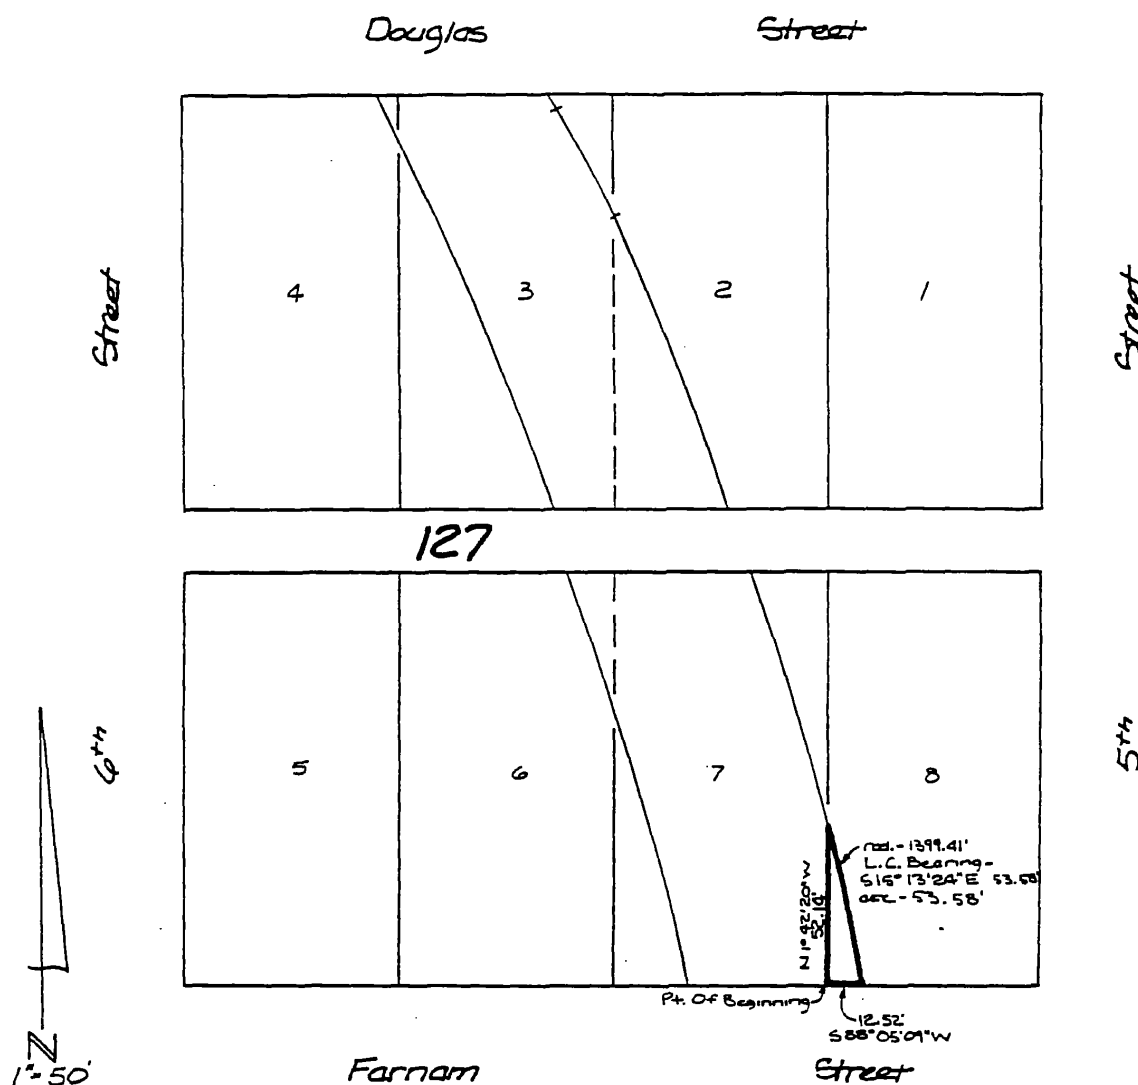 Douglas Street
Street
Street
4
3
2
1
127
6th
5th
5
6
7
8
rad.-1399.41'
L.C. Bearing-
S15°13'24"E 53.58'
arc-53.58'
N1°42'20"W
52.14'
Pt. Of Beginning
12.52'
S88°05'09"W
N
1"=50'
Farnam Street